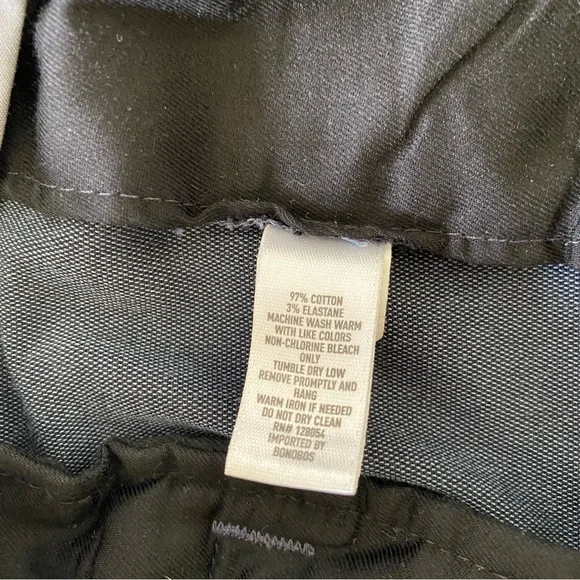 97% COTTON
3% ELASTANE
MACHINE WASH WARM
WITH LIKE COLORS
NON-CHLORINE BLEACH
ONLY
TUMBLE DRY LOW
REMOVE PROMPTLY AND
HANG
WARM IRON IF NEEDED
DO NOT DRY CLEAN
RN# 128054
IMPORTED BY
BONOBOS